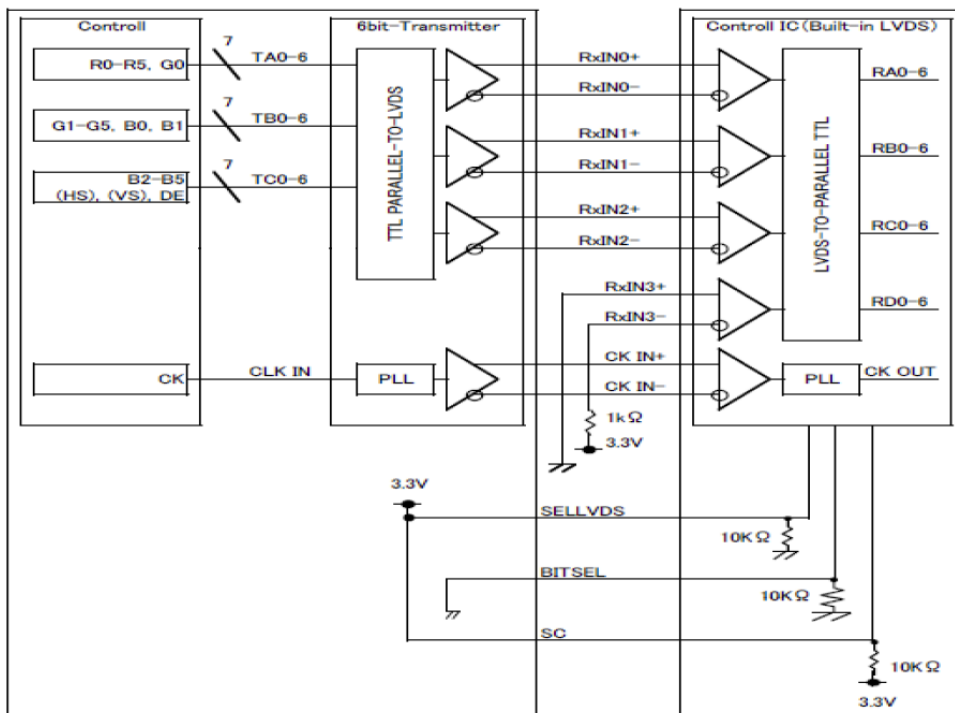 Controll
6bit-Transmitter
Controll IC(Built-in LVDS)
R0-R5, G0
7
TA0-6
RxIN0+
RA0-6
RxIN0-
G1-G5, B0, B1
7
TB0-6
RxIN1+
RB0-6
RxIN1-
B2-B5
(HS), (VS), DE
7
TC0-6
RxIN2+
RC0-6
RxIN2-
TTL PARALLEL-TO-LVDS
LVDS-TO-PARALLEL TTL
RxIN3+
RD0-6
RxIN3-
CK
CLK IN
PLL
CK IN+
PLL
CK OUT
CK IN-
1kΩ
3.3V
3.3V
SELLVDS
10KΩ
BITSEL
10KΩ
SC
10KΩ
3.3V